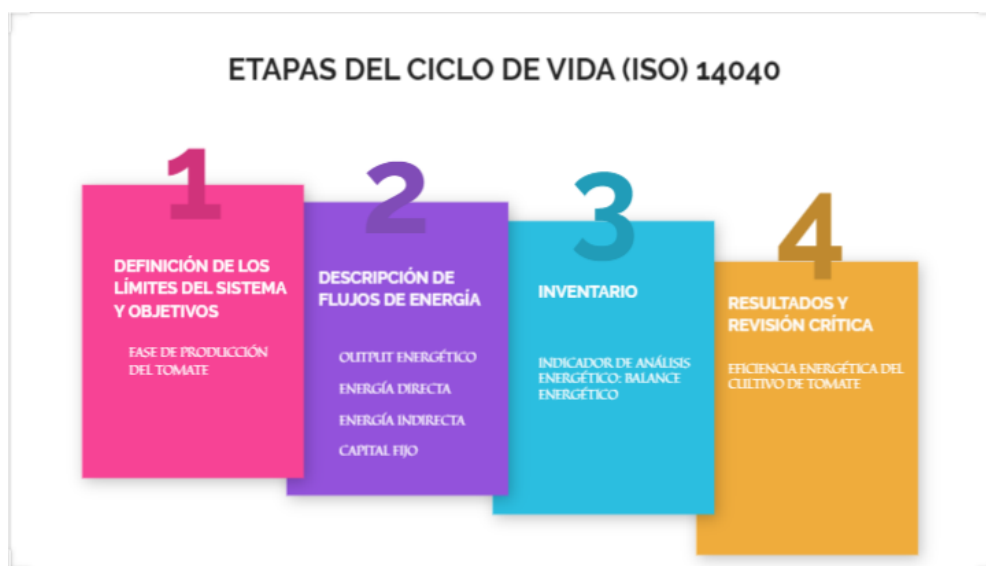 ETAPAS DEL CICLO DE VIDA (ISO) 14040
1
DEFINICIÓN DE LOS
LÍMITES DEL SISTEMA
Y OBJETIVOS
FASE DE PRODUCCIÓN
DEL TOMATE
2
DESCRIPCIÓN DE
FLUJOS DE ENERGÍA
OUTPUT ENERGÉTICO
ENERGÍA DIRECTA
ENERGÍA INDIRECTA
CAPITAL FIJO
3
INVENTARIO
INDICADOR DE ANÁLISIS
ENERGÉTICO: BALANCE
ENERGÉTICO
4
RESULTADOS Y
REVISIÓN CRÍTICA
EFICIENCIA ENERGÉTICA DEL
CULTIVO DE TOMATE